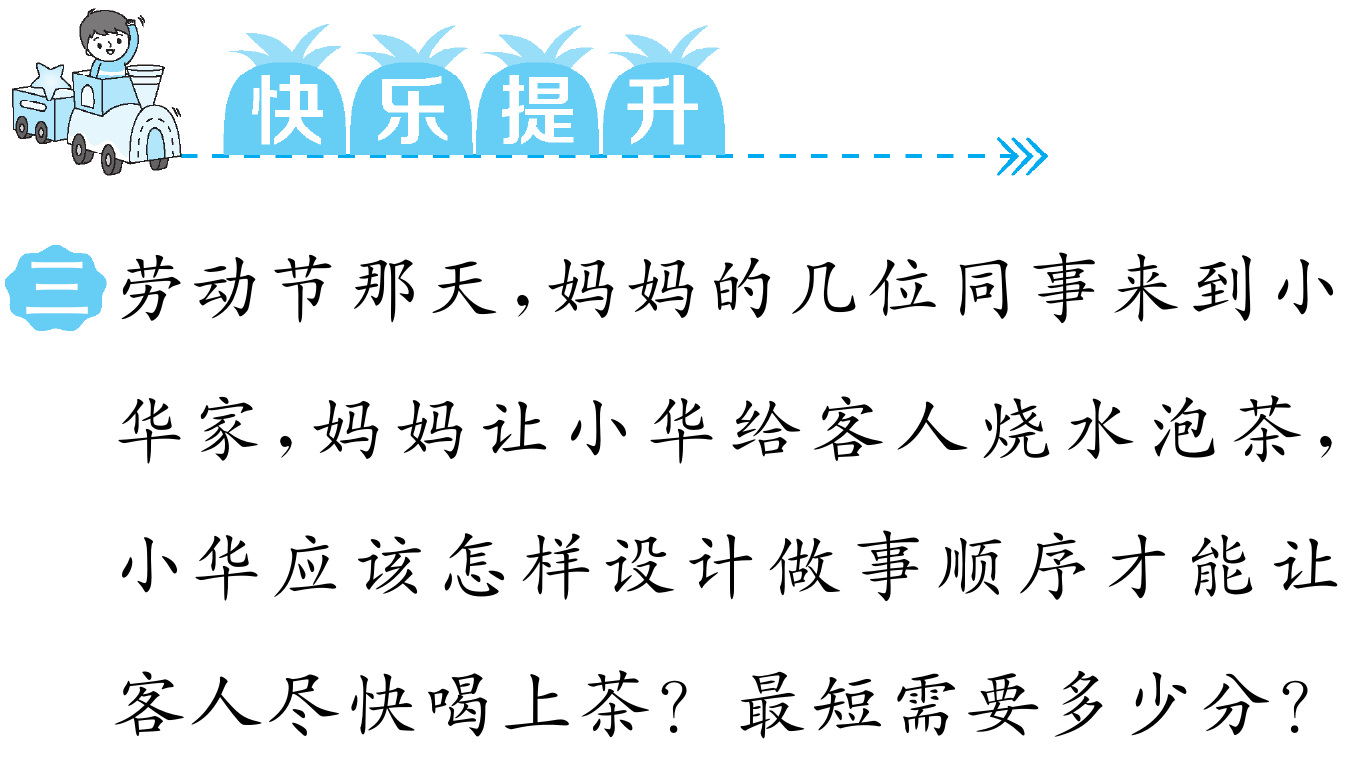 快乐提升
三 劳动节那天,妈妈的几位同事来到小
华家,妈妈让小华给客人烧水泡茶,
小华应该怎样设计做事顺序才能让
客人尽快喝上茶? 最短需要多少分?